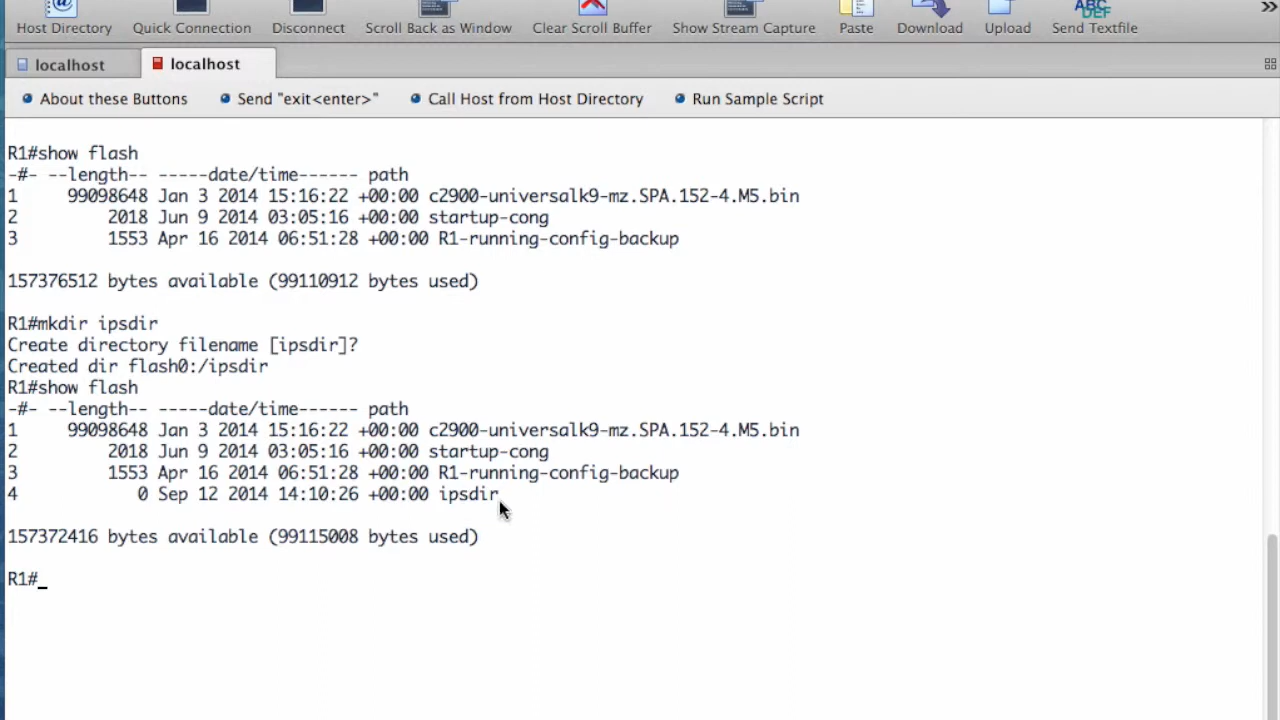 Host Directory Quick Connection Disconnect Scroll Back as Window Clear Scroll Buffer Show Stream Capture Paste Download Upload Send Textfile
ABC
DEF
localhost localhost
About these Buttons Send "exit<enter>" Call Host from Host Directory Run Sample Script
R1#show flash
-#- --length-- -----date/time------ path
1 99098648 Jan 3 2014 15:16:22 +00:00 c2900-universalk9-mz.SPA.152-4.M5.bin
2 2018 Jun 9 2014 03:05:16 +00:00 startup-cong
3 1553 Apr 16 2014 06:51:28 +00:00 R1-running-config-backup
157376512 bytes available (99110912 bytes used)
R1#mkdir ipsdir
Create directory filename [ipsdir]?
Created dir flash0:/ipsdir
R1#show flash
-#- --length-- -----date/time------ path
1 99098648 Jan 3 2014 15:16:22 +00:00 c2900-universalk9-mz.SPA.152-4.M5.bin
2 2018 Jun 9 2014 03:05:16 +00:00 startup-cong
3 1553 Apr 16 2014 06:51:28 +00:00 R1-running-config-backup
4 0 Sep 12 2014 14:10:26 +00:00 ipsdir
157372416 bytes available (99115008 bytes used)
R1#_